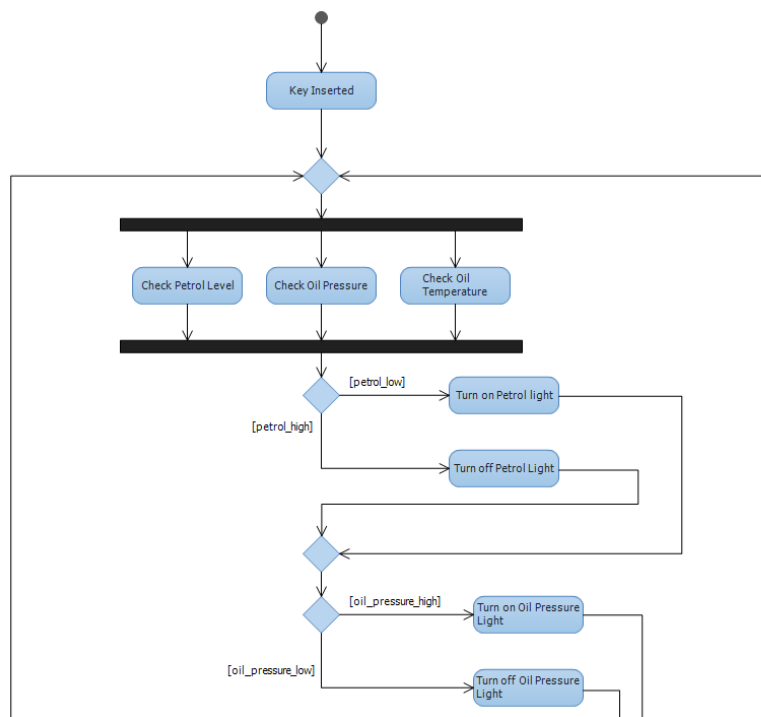 Key Inserted
Check Petrol Level
Check Oil Pressure
Check Oil
Temperature
[petrol_low]
Turn on Petrol light
[petrol_high]
Turn off Petrol Light
[oil_pressure_high]
Turn on Oil Pressure
Light
[oil_pressure_low]
Turn off Oil Pressure
Light